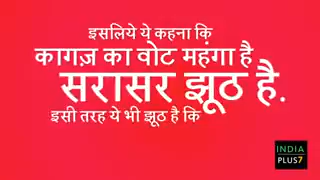 इसलिये ये कहना कि
कागज़ का वोट महंगा है
सरासर झूठ है.
इसी तरह ये भी झूठ है कि
INDIA
PLUS7